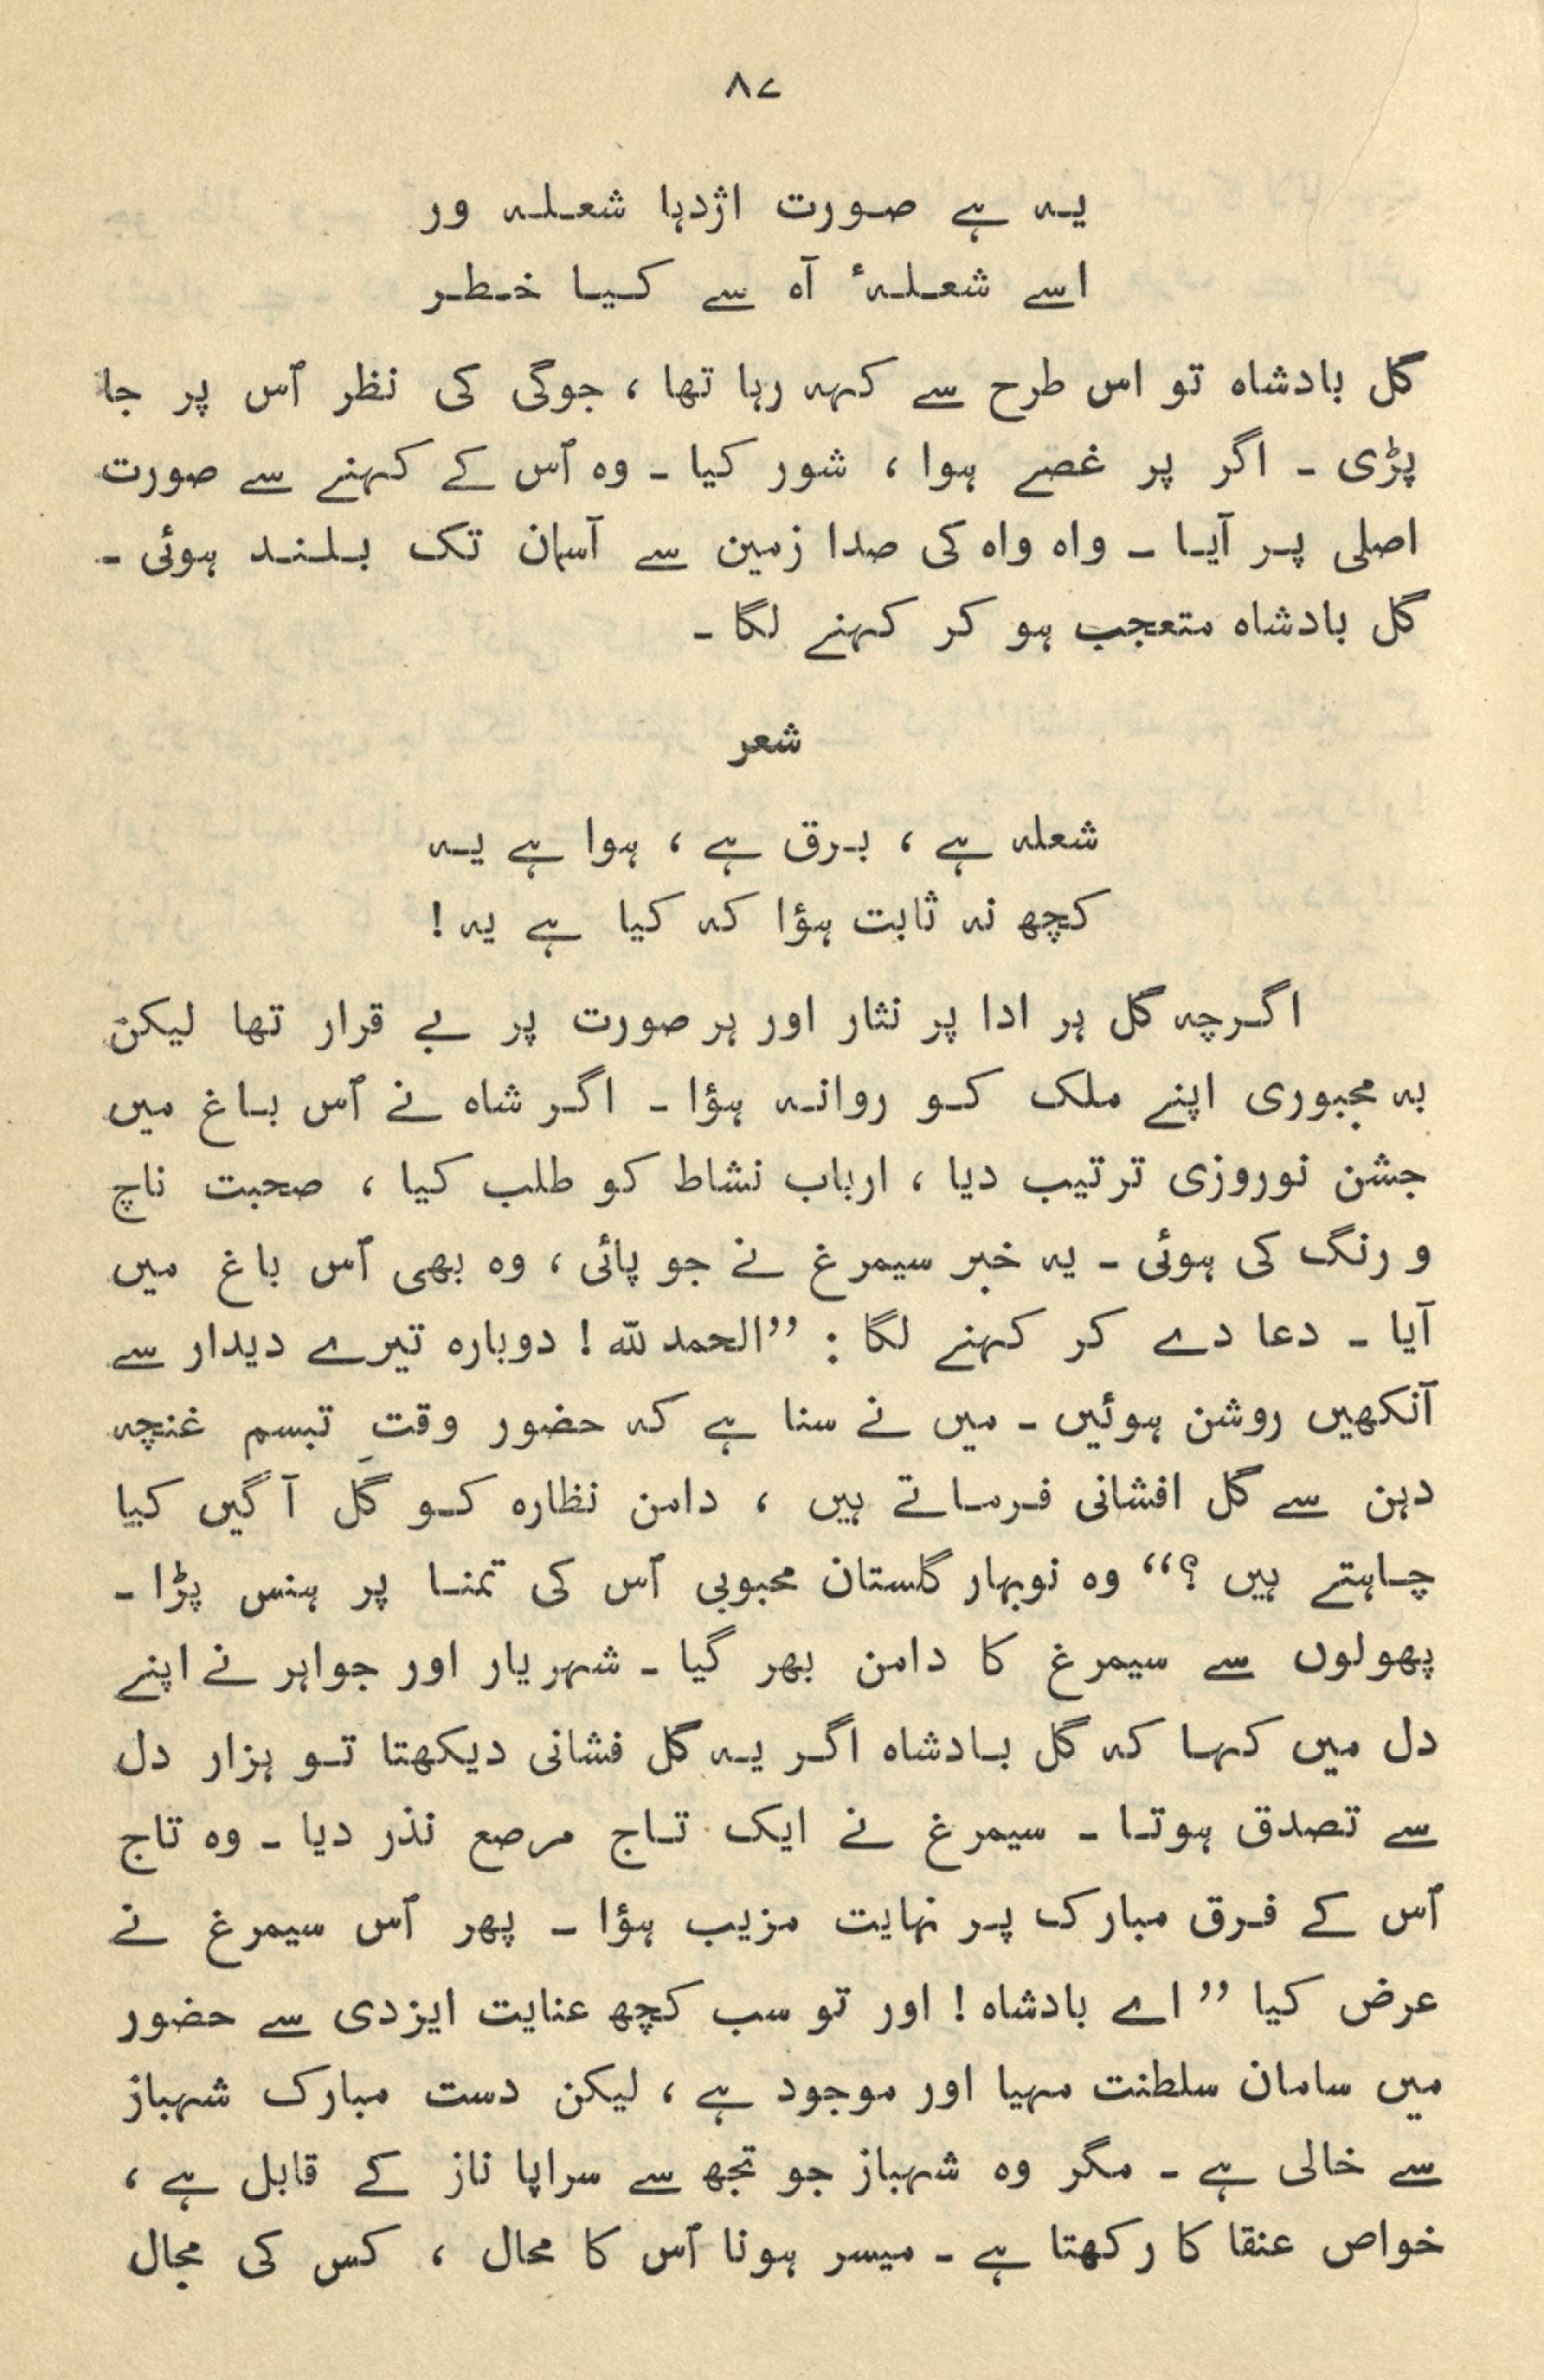 ۸۷
یہ ہے صورت اژدہا شعلہ ور
اسے شعلۂ آہ سے کیا خطر
گل بادشاہ تو اس طرح سے کہہ رہا تھا ، جوگی کی نظر اُس پر جا
پڑی ۔ اگر پر غصے ہوا ، شور کیا ۔ وہ اُس کے کہنے سے صورت
اصلی پر آیا ۔ واہ واہ کی صدا زمین سے آسمان تک بلند ہوئی ۔
گل بادشاہ متعجب ہو کر کہنے لگا ۔
شعر
شعلہ ہے ، برق ہے ، ہوا ہے یہ
کچھ نہ ثابت ہؤا کہ کیا ہے یہ !
اگرچہ گل ہر ادا پر نثار اور ہر صورت پر بے قرار تھا لیکن
بہ مجبوری اپنے ملک کو روانہ ہؤا ۔ اگر شاہ نے اُس باغ میں
جشن نوروزی ترتیب دیا ، ارباب نشاط کو طلب کیا ، صحبت ناچ
و رنگ کی ہوئی ۔ یہ خبر سیمرغ نے جو پائی ، وہ بھی اُس باغ میں
آیا ۔ دعا دے کر کہنے لگا : ”الحمد للہ ! دوبارہ تیرے دیدار سے
آنکھیں روشن ہوئیں ۔ میں نے سنا ہے کہ حضور وقتِ تبسم غنچہ
دہن سے گل افشانی فرماتے ہیں ، دامن نظارہ کو گل آگیں کیا
چاہتے ہیں ؟“ وہ نوبہار گلستان محبوبی اُس کی تمنا پر ہنس پڑا ۔
پھولوں سے سیمرغ کا دامن بھر گیا ۔ شہریار اور جواہر نے اپنے
دل میں کہا کہ گل بادشاہ اگر یہ گل فشانی دیکھتا تو ہزار دل
سے تصدق ہوتا ۔ سیمرغ نے ایک تاج مرصع نذر دیا ۔ وہ تاج
اُس کے فرق مبارک پر نہایت مزیب ہؤا ۔ پھر اُس سیمرغ نے
عرض کیا ”اے بادشاہ ! اور تو سب کچھ عنایت ایزدی سے حضور
میں سامان سلطنت مہیا اور موجود ہے ، لیکن دست مبارک شہباز
سے خالی ہے ۔ مگر وہ شہباز جو تجھ سے سراپا ناز کے قابل ہے ،
خواص عنقا کا رکھتا ہے ۔ میسر ہونا اُس کا محال ، کس کی مجال